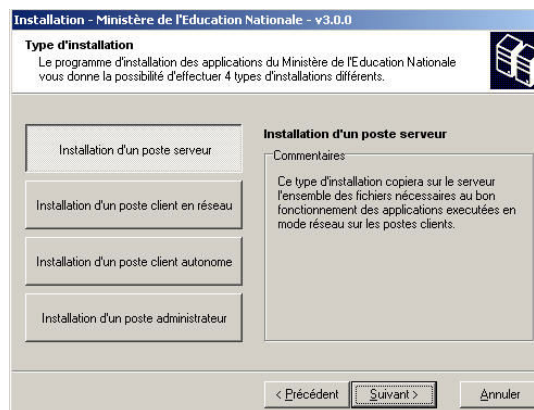 Installation - Ministère de l'Education Nationale - v3.0.0
Type d'installation
Le programme d'installation des applications du Ministère de l'Education Nationale
vous donne la possibilité d'effectuer 4 types d'installations différents.
Installation d'un poste serveur
Installation d'un poste client en réseau
Installation d'un poste client autonome
Installation d'un poste administrateur
Installation d'un poste serveur
Commentaires
Ce type d'installation copiera sur le serveur
l'ensemble des fichiers nécessaires au bon
fonctionnement des applications executées en
mode réseau sur les postes clients.
< Précédent
Suivant >
Annuler